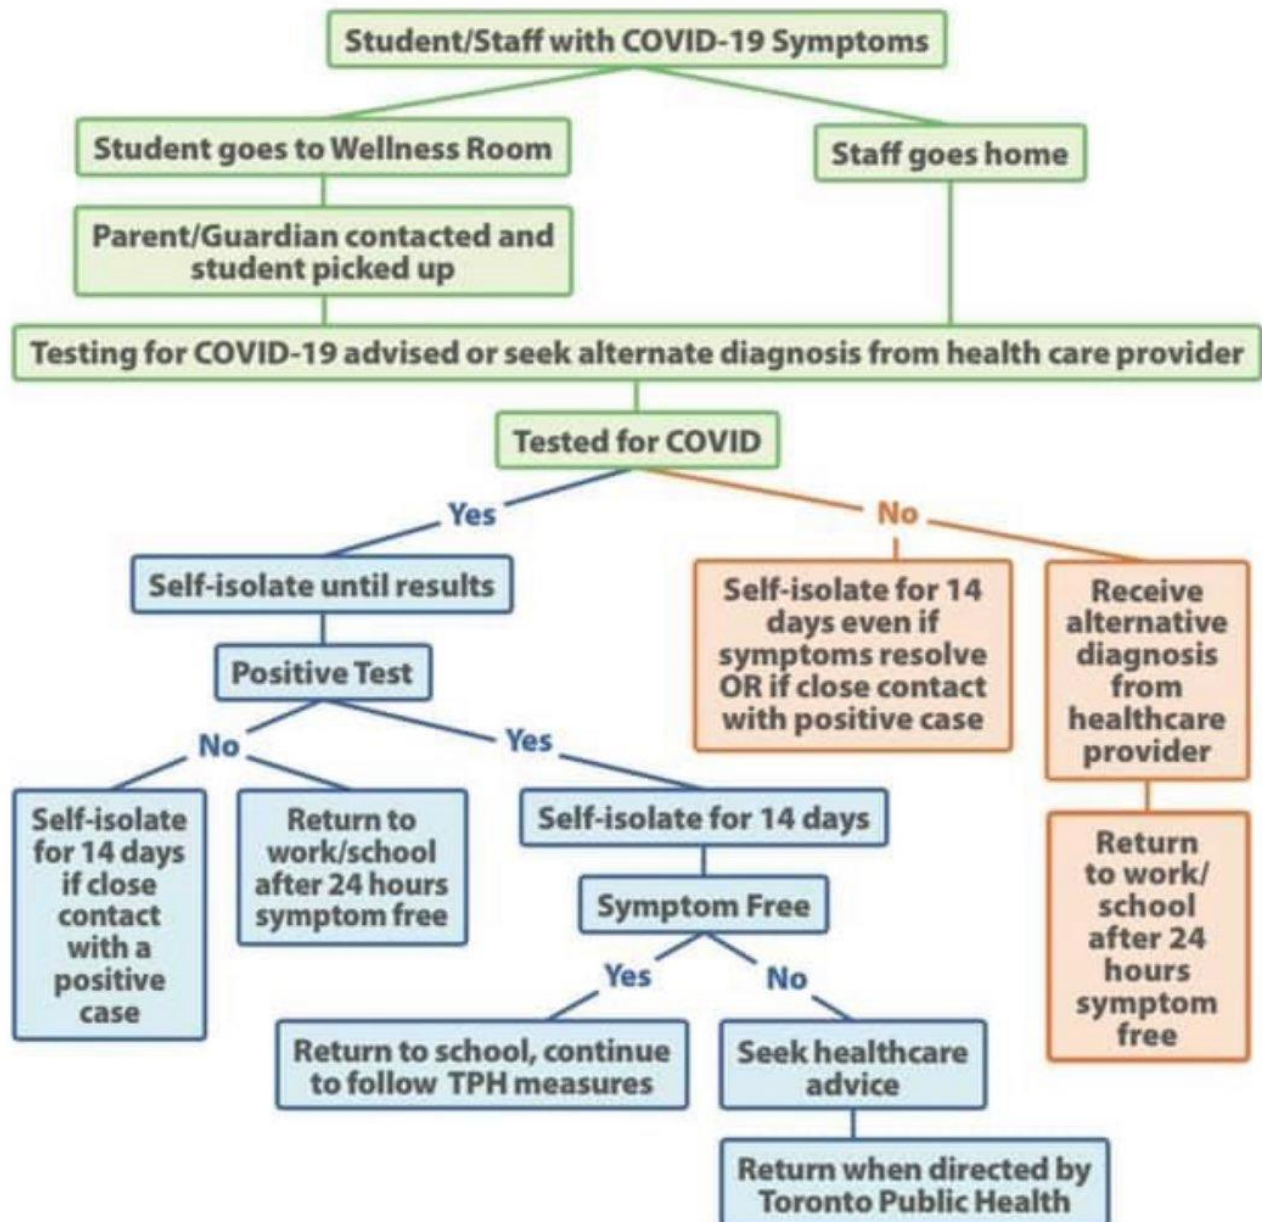 Student/Staff with COVID-19 Symptoms
Student goes to Wellness Room
Staff goes home
Parent/Guardian contacted and
student picked up
Testing for COVID-19 advised or seek alternate diagnosis from health care provider
Tested for COVID
Yes
No
Self-isolate until results
Positive Test
Self-isolate for 14
days even if
symptoms resolve
OR if close contact
with positive case
Receive
alternative
diagnosis
from
healthcare
provider
No
Yes
Self-isolate
for 14 days
if close
contact
with a
positive
case
Return to
work/school
after 24 hours
symptom free
Self-isolate for 14 days
Symptom Free
Return
to work/
school
after 24
hours
symptom
free
Yes
No
Return to school, continue
to follow TPH measures
Seek healthcare
advice
Return when directed by
Toronto Public Health